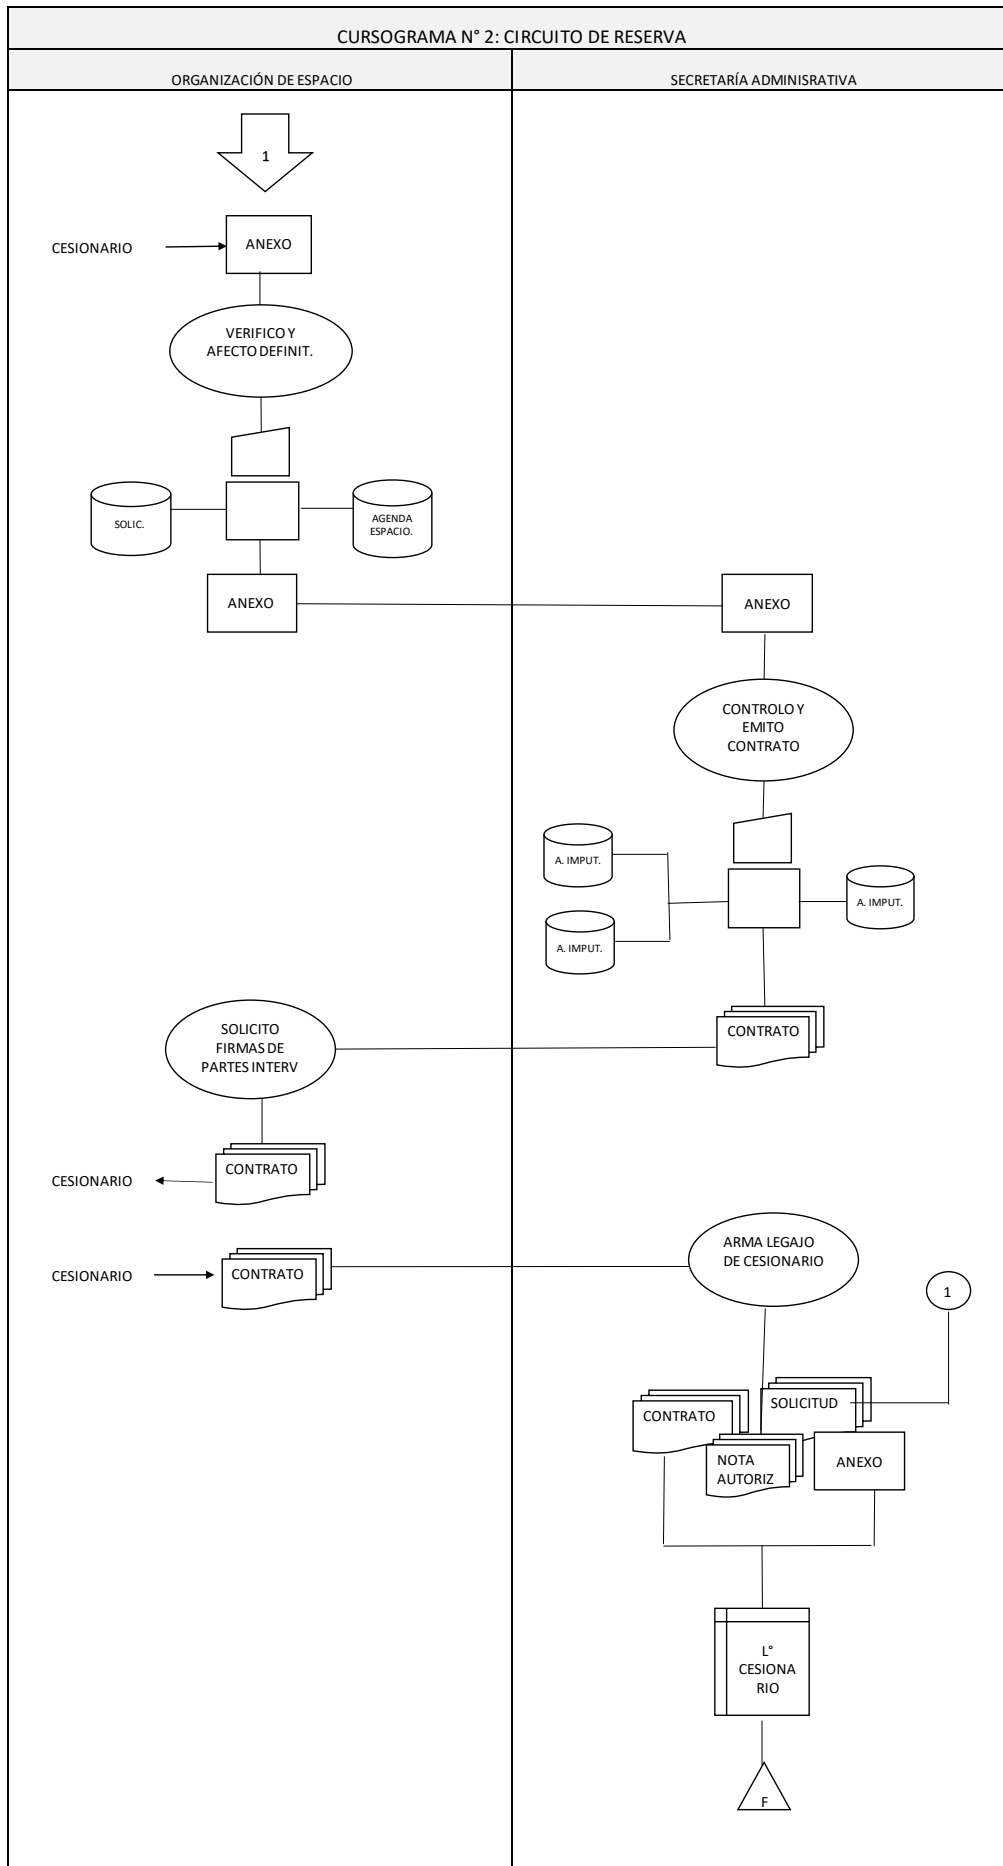 CURSOGRAMA N° 2: CIRCUITO DE RESERVA
ORGANIZACIÓN DE ESPACIO
SECRETARÍA ADMINISRATIVA
1
CESIONARIO
ANEXO
VERIFICO Y
AFECTO DEFINIT.
SOLIC.
AGENDA
ESPACIO.
ANEXO
ANEXO
CONTROLO Y
EMITO
CONTRATO
A. IMPUT.
A. IMPUT.
A. IMPUT.
SOLICITO
FIRMAS DE
PARTES INTERV
CONTRATO
CESIONARIO
CONTRATO
CESIONARIO
CONTRATO
ARMA LEGAJO
DE CESIONARIO
1
CONTRATO
SOLICITUD
NOTA
AUTORIZ
ANEXO
L°
CESIONA
RIO
F